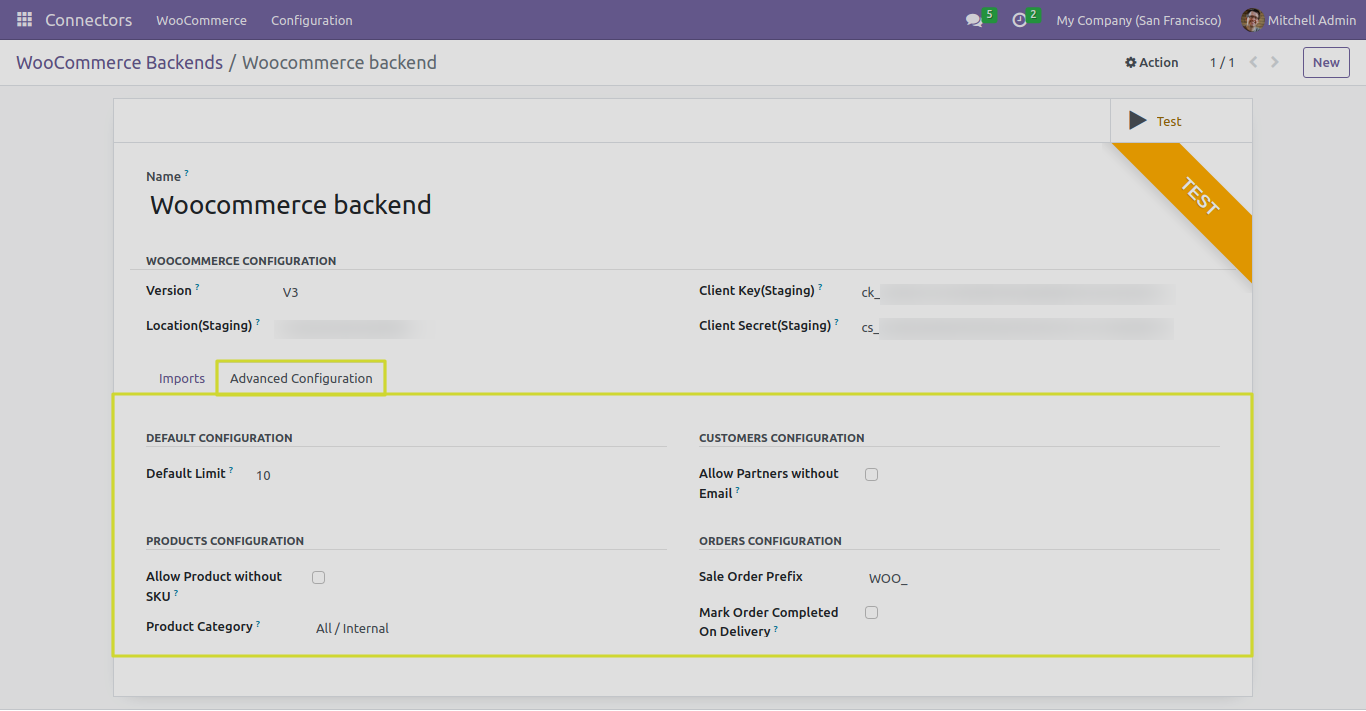 Connectors WooCommerce Configuration 5 2 My Company (San Francisco) Mitchell Admin
WooCommerce Backends / Woocommerce backend Action 1 / 1 New
Test
TEST
Name ?
Woocommerce backend
WOOCOMMERCE CONFIGURATION
Version ? V3 Client Key(Staging) ? ck_
Location(Staging) ? Client Secret(Staging) ? cs_
Imports Advanced Configuration
DEFAULT CONFIGURATION
Default Limit ? 10
CUSTOMERS CONFIGURATION
Allow Partners without
Email ?
PRODUCTS CONFIGURATION
Allow Product without
SKU ?
Product Category ? All / Internal
ORDERS CONFIGURATION
Sale Order Prefix WOO_
Mark Order Completed
On Delivery ?